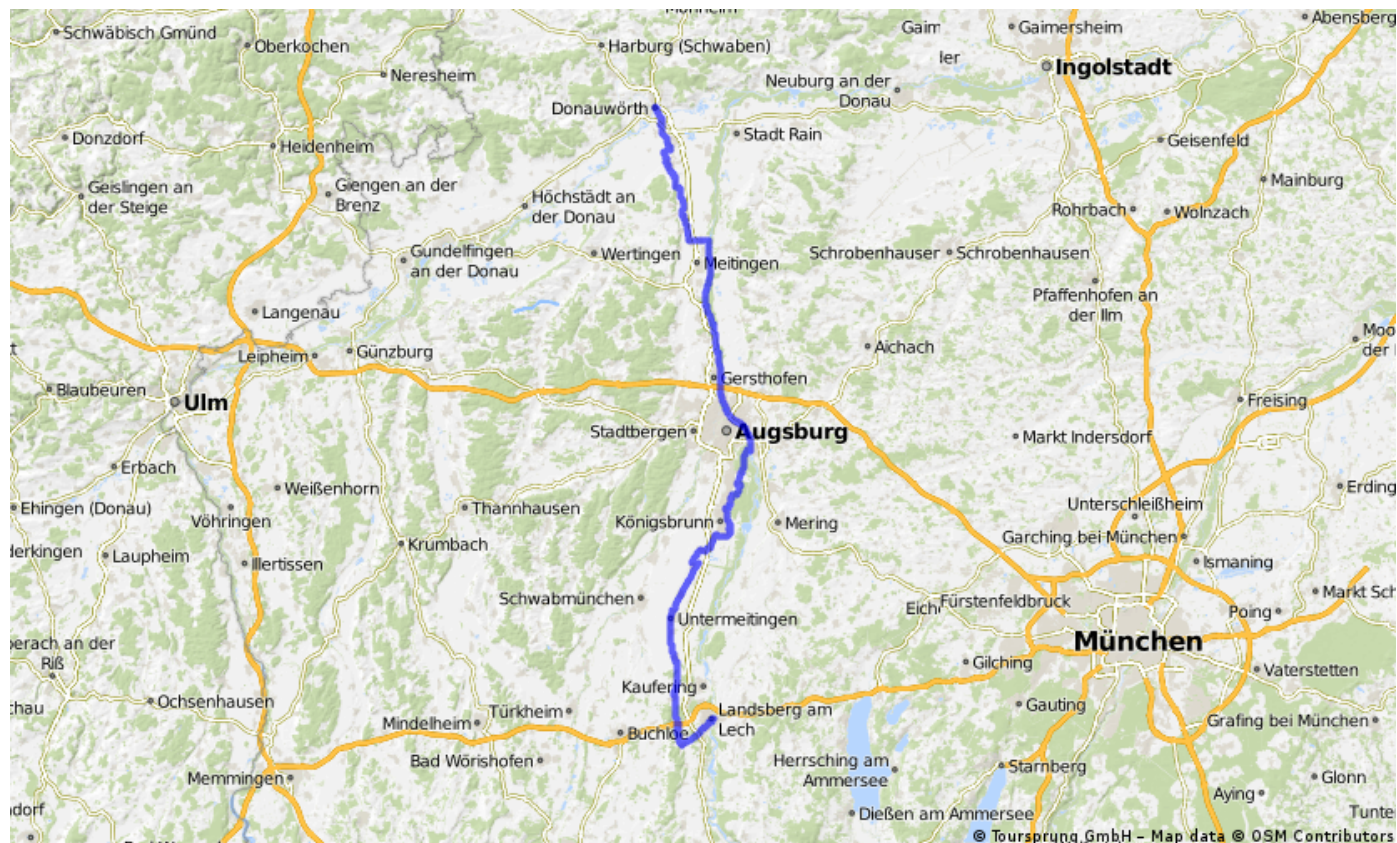 Schwäbisch Gmünd
Oberkochen
Harburg (Schwaben)
Gaimersheim
Abensberg
Neresheim
Ingolstadt
Neuburg an der
Donau
Donauwörth
Stadt Rain
Donzdorf
Heidenheim
Geisenfeld
Geislingen an
der Steige
Giengen an der
Brenz
Höchstädt an
der Donau
Mainburg
Rohrbach
Wolnzach
Gundelfingen
an der Donau
Wertingen
Meitingen
Schrobenhauser
Schrobenhausen
Pfaffenhofen an
der Ilm
Langenau
Leipheim
Günzburg
Aichach
Moo
der
Blaubeuren
Gersthofen
Ulm
Freising
Stadtbergen
Augsburg
Markt Indersdorf
Erbach
Weißenhorn
Erding
Ehingen (Donau)
Vöhringen
Thannhausen
Königsbrunn
Mering
Unterschleißheim
Garching bei München
derkingen
Laupheim
Krumbach
Illertissen
Ismaning
Schwabmünchen
Eich
Fürstenfeldbruck
Markt Sch
Poing
Untermeitingen
München
perach an der
Riß
Gilching
Vaterstetten
Kaufering
chau
Ochsenhausen
Mindelheim
Türkheim
Landsberg am
Lech
Gauting
Grafing bei München
Buchloe
Bad Wörishofen
Herrsching am
Ammersee
Starnberg
Memmingen
Glonn
Aying
ndorf
Dießen am Ammersee
Tunte
© Toursprung GmbH – Map data © OSM Contributors